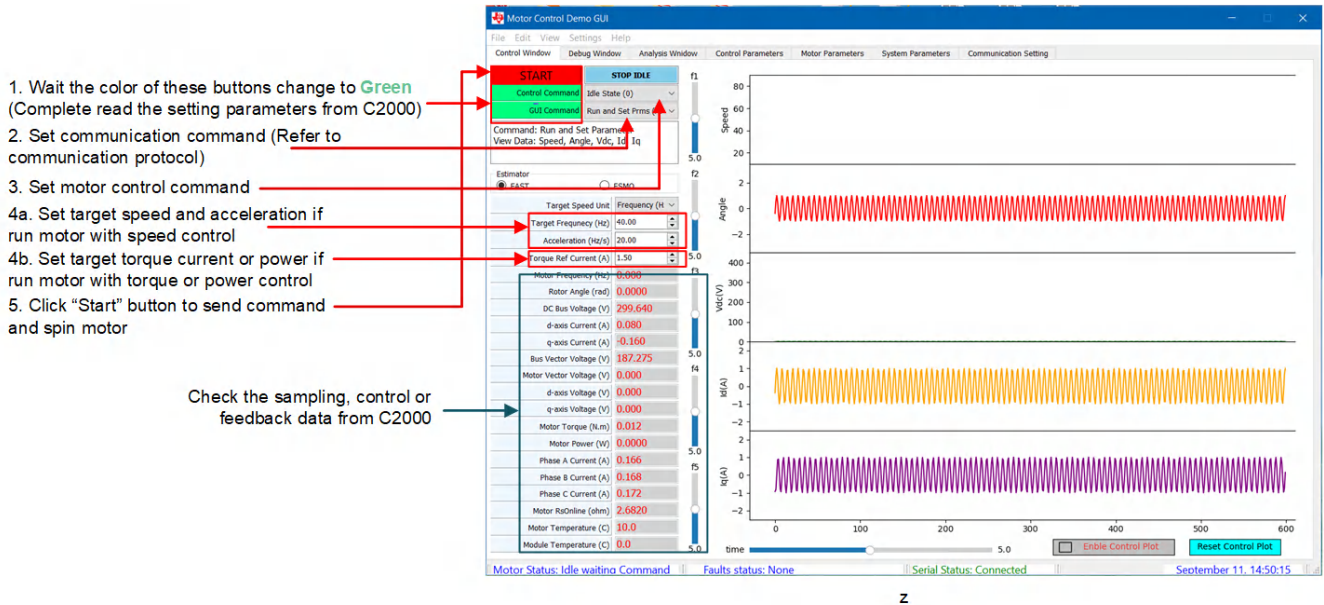 1. Wait the color of these buttons change to Green
(Complete read the setting parameters from C2000)
2. Set communication command (Refer to
communication protocol)
3. Set motor control command
4a. Set target speed and acceleration if
run motor with speed control
4b. Set target torque current or power if
run motor with torque or power control
5. Click “Start” button to send command
and spin motor
Check the sampling, control or
feedback data from C2000
Motor Control Demo GUI
File Edit View Settings Help
Control Window Debug Window Analysis Wnidow Control Parameters Motor Parameters System Parameters Communication Setting
START STOP IDLE
Control Command Idle State (0)
GUI Command Run and Set Prms
Command: Run and Set
View Data: Speed, Angle, Vdc, Id, Iq
Estimator
FAST ESMO
Target Speed Unit Frequency (H
Target Frequnecy (Hz) 40.00
Acceleration (Hz/s) 20.00
Torque Ref Current (A) 1.50
Motor Frequency (Hz) 0.000
Rotor Angle (rad) 0.0000
DC Bus Voltage (V) 299.640
d-axis Current (A) 0.080
q-axis Current (A) -0.160
Bus Vector Voltage (V) 187.275
Motor Vector Voltage (V) 0.000
d-axis Voltage (V) 0.000
q-axis Voltage (V) 0.000
Motor Torque (N.m) 0.012
Motor Power (W) 0.0000
Phase A Current (A) 0.166
Phase B Current (A) 0.168
Phase C Current (A) 0.172
Motor RsOnline (ohm) 2.6820
Motor Temperature (C) 10.0
Module Temperature (C) 0.0
f1
5.0
f2
5.0
f3
5.0
f4
5.0
f5
5.0
Speed
80
60
40
20
Angle
2
0
−2
Vdc(V)
400
300
200
100
0
Id(A)
2
1
0
−1
−2
Iq(A)
2
1
0
−1
−2
0 100 200 300 400 500 600
time 5.0 Enble Control Plot Reset Control Plot
Motor Status: Idle waiting Command Faults status: None Serial Status: Connected September 11, 14:50:15
z